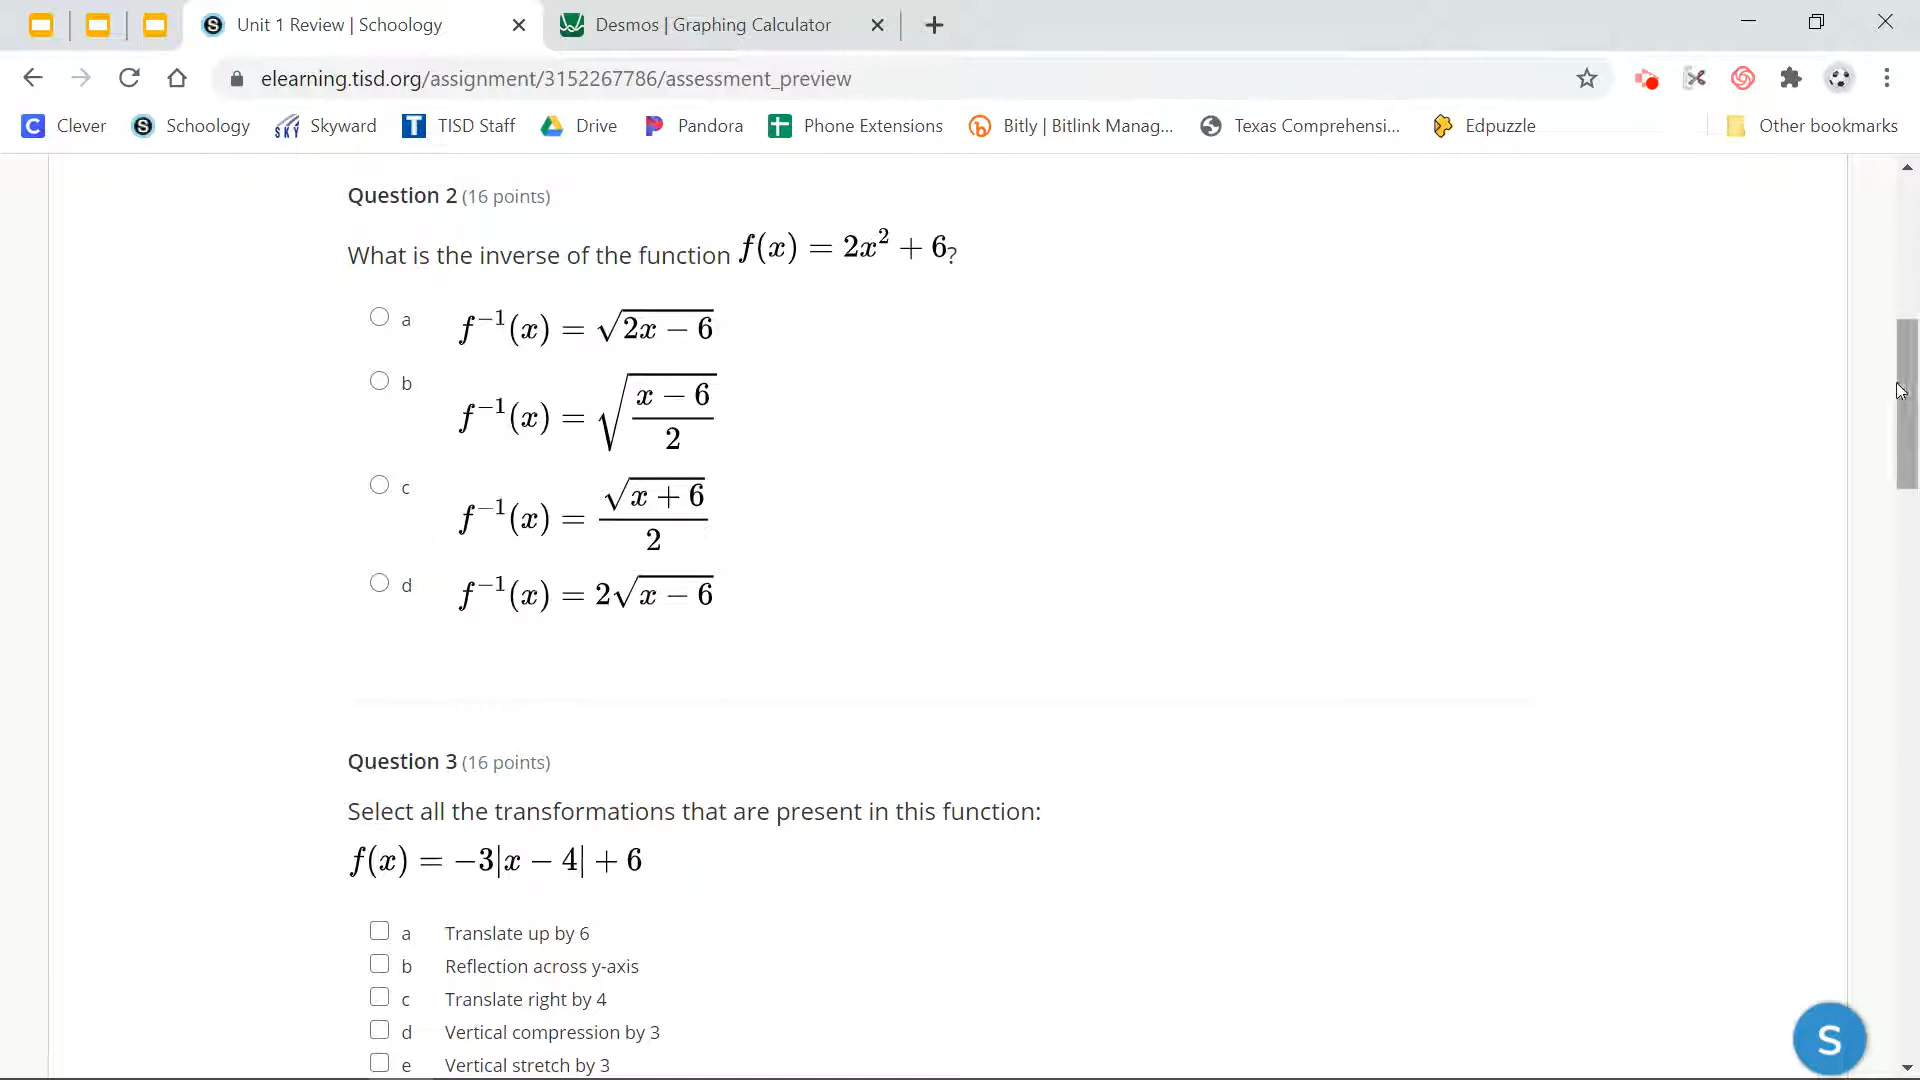 Unit 1 Review | Schoology
Desmos | Graphing Calculator
elearning.tisd.org/assignment/3152267786/assessment_preview
C Clever S Schoology SKY Skyward T TISD Staff Drive Pandora Phone Extensions Bitly | Bitlink Manag... Texas Comprehensi... Edpuzzle Other bookmarks
Question 2 (16 points)
What is the inverse of the function f(x) = 2x² + 6?
a f⁻¹(x) = √(2x − 6)
b f⁻¹(x) = √((x − 6)/2)
c f⁻¹(x) = √(x + 6)/2
d f⁻¹(x) = 2√(x − 6)
Question 3 (16 points)
Select all the transformations that are present in this function:
f(x) = −3|x − 4| + 6
a Translate up by 6
b Reflection across y-axis
c Translate right by 4
d Vertical compression by 3
e Vertical stretch by 3
S